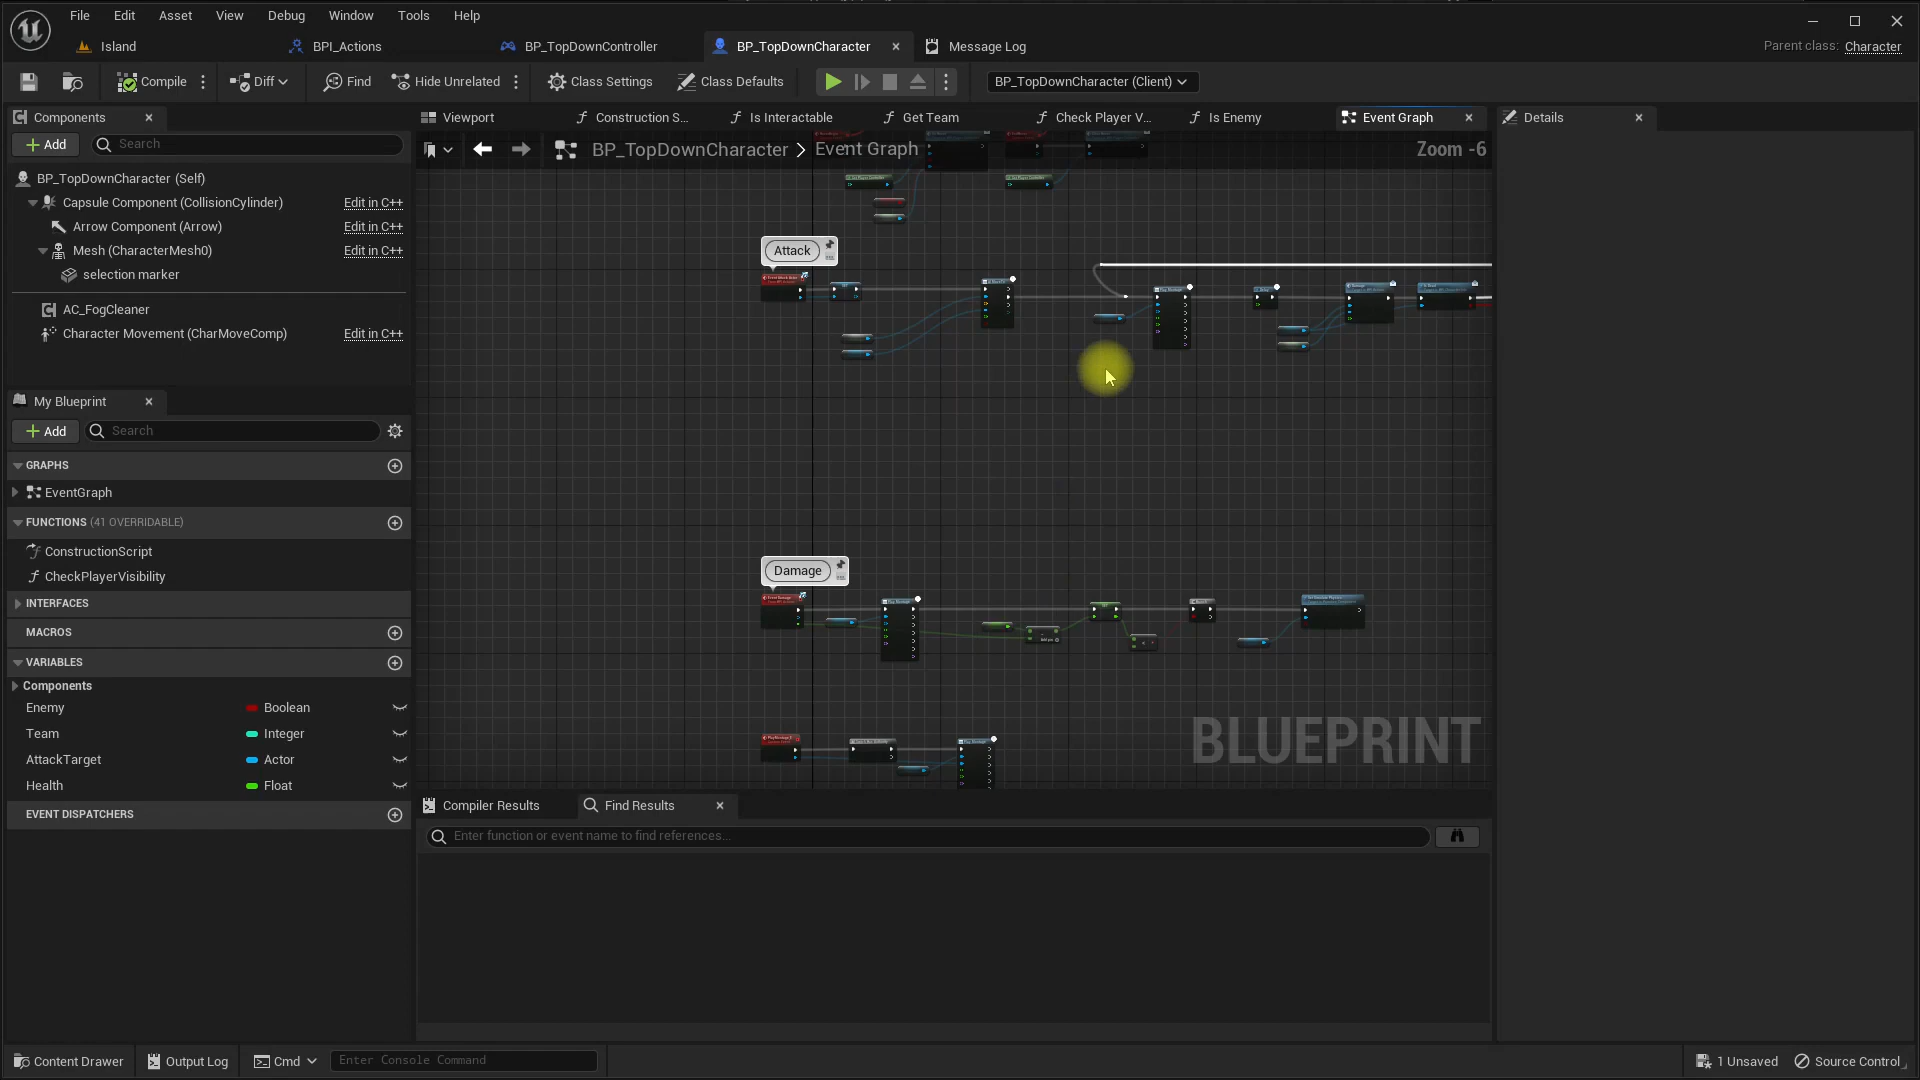 File Edit Asset View Debug Window Tools Help
Island BPI_Actions BP_TopDownController BP_TopDownCharacter Message Log Parent class: Character
Compile Diff Find Hide Unrelated Class Settings Class Defaults BP_TopDownCharacter (Client)
Components
Add Search
BP_TopDownCharacter (Self)
Capsule Component (CollisionCylinder) Edit in C++
Arrow Component (Arrow) Edit in C++
Mesh (CharacterMesh0) Edit in C++
selection marker
AC_FogCleaner
Character Movement (CharMoveComp) Edit in C++
My Blueprint
Add Search
GRAPHS
EventGraph
FUNCTIONS (41 OVERRIDABLE)
ConstructionScript
CheckPlayerVisibility
INTERFACES
MACROS
VARIABLES
Components
Enemy Boolean
Team Integer
AttackTarget Actor
Health Float
EVENT DISPATCHERS
Viewport Construction S... Is Interactable Get Team Check Player V... Is Enemy Event Graph
BP_TopDownCharacter > Event Graph Zoom -6
Attack
Damage
BLUEPRINT
Compiler Results Find Results
Enter function or event name to find references...
Details
Content Drawer Output Log Cmd Enter Console Command 1 Unsaved Source Control